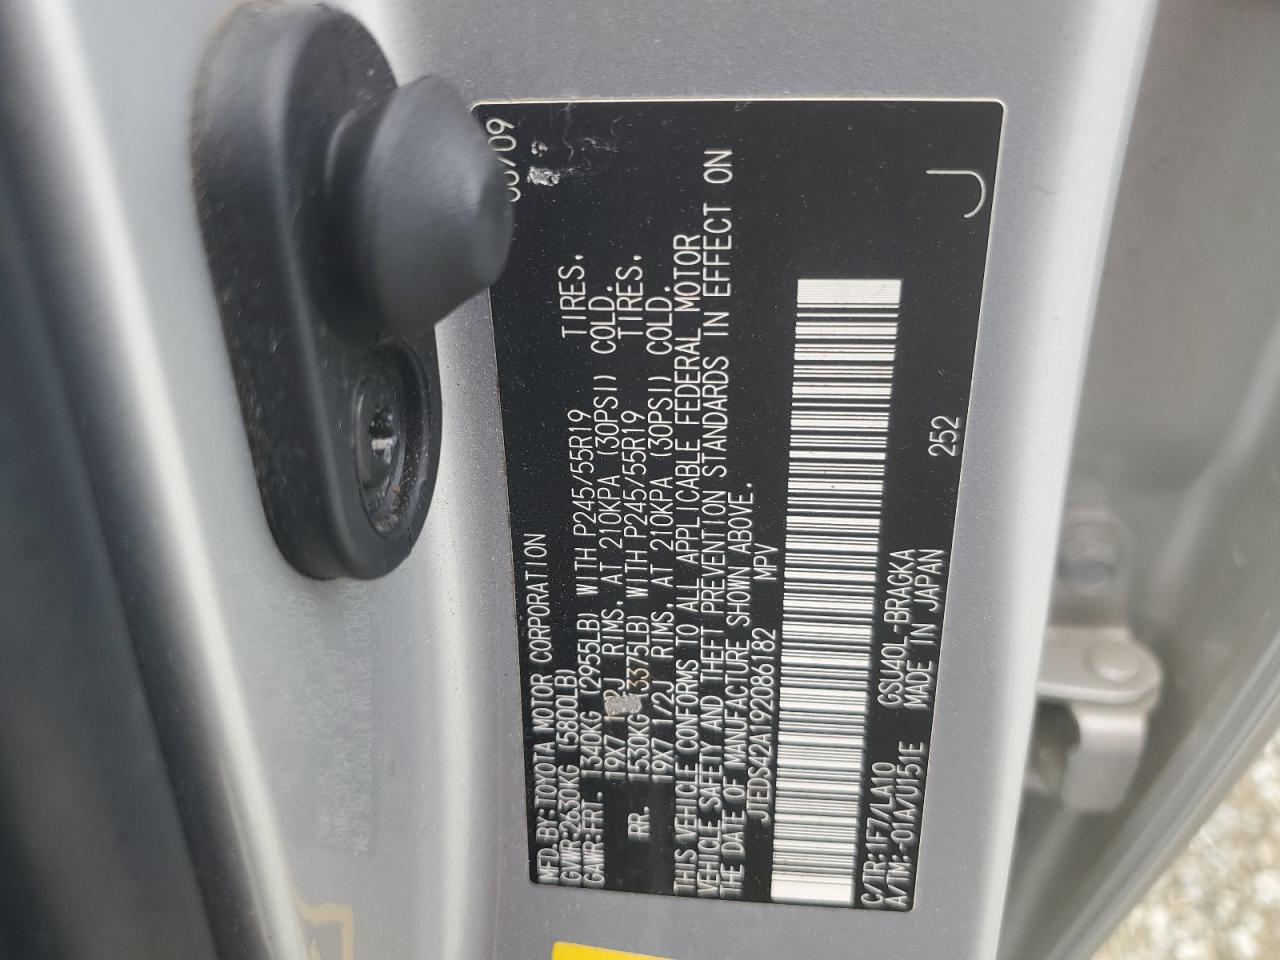 MFD. BY: TOYOTA MOTOR CORPORATION /09
GVWR: 2630KG (5800LB)
GAWR: FRT. 1340KG (2955LB) WITH P245/55R19 TIRES.
19X7 RIMS. AT 210KPA (30PSI) COLD.
RR. 1530KG 3375LB) WITH P245/55R19 TIRES.
19X7 1/2J RIMS. AT 210KPA (30PSI) COLD.
THIS VEHICLE CONFORMS TO ALL APPLICABLE FEDERAL MOTOR
VEHICLE SAFETY AND THEFT PREVENTION STANDARDS IN EFFECT ON
THE DATE OF MANUFACTURE SHOWN ABOVE.
JTEDS42A192086182 MPV
C/TR: 1F7/LA10 GSU40L-BRAGKA 252
A/TM: -01A/U151E MADE IN JAPAN
J